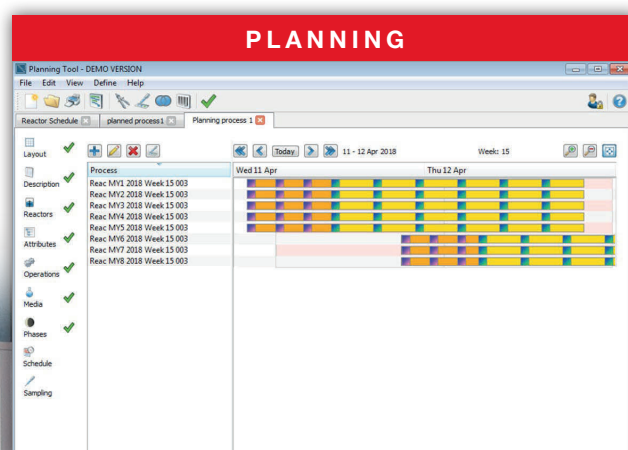 PLANNING
Planning Tool - DEMO VERSION
File Edit View Define Help
Reactor Schedule planned process1 Planning process 1
Layout
Today 11 - 12 Apr 2018 Week: 15
Process Wed 11 Apr Thu 12 Apr
Description
Reac MY1 2018 Week 15 003
Reac MY2 2018 Week 15 003
Reactors
Reac MY3 2018 Week 15 003
Reac MY4 2018 Week 15 003
Reac MY5 2018 Week 15 003
Attributes
Reac MY6 2018 Week 15 003
Reac MY7 2018 Week 15 003
Reac MY8 2018 Week 15 003
Operations
Media
Phases
Schedule
Sampling